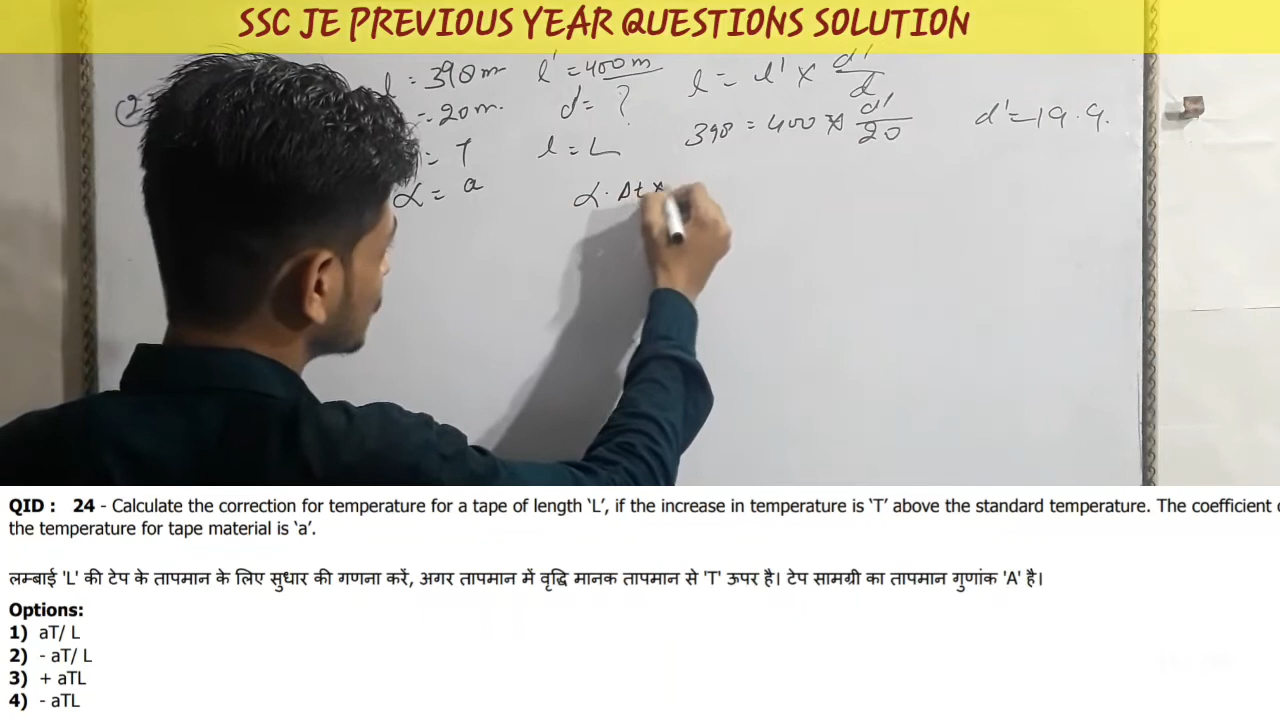 SSC JE PREVIOUS YEAR QUESTIONS SOLUTION
l = 398m l' = 400m l = l' × d'/d
= 20m. d = ? 398 = 400 × d'/20 d' = 19.9.
= T l = L
α = a α. Δt ×
QID : 24 - Calculate the correction for temperature for a tape of length 'L', if the increase in temperature is 'T' above the standard temperature. The coefficient
the temperature for tape material is 'a'.
लम्बाई 'L' की टेप के तापमान के लिए सुधार की गणना करें, अगर तापमान में वृद्धि मानक तापमान से 'T' ऊपर है। टेप सामग्री का तापमान गुणांक 'A' है।
Options:
1) aT/ L
2) - aT/ L
3) + aTL
4) - aTL